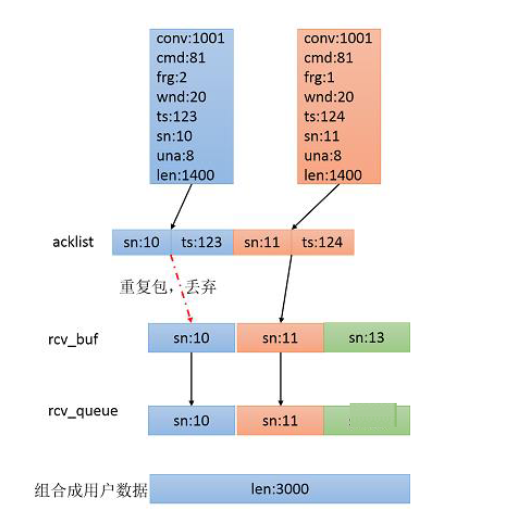 conv:1001
cmd:81
frg:2
wnd:20
ts:123
sn:10
una:8
len:1400
conv:1001
cmd:81
frg:1
wnd:20
ts:124
sn:11
una:8
len:1400
acklist
sn:10
ts:123
sn:11
ts:124
重复包，丢弃
rcv_buf
sn:10
sn:11
sn:13
rcv_queue
sn:10
sn:11
组合成用户数据
len:3000